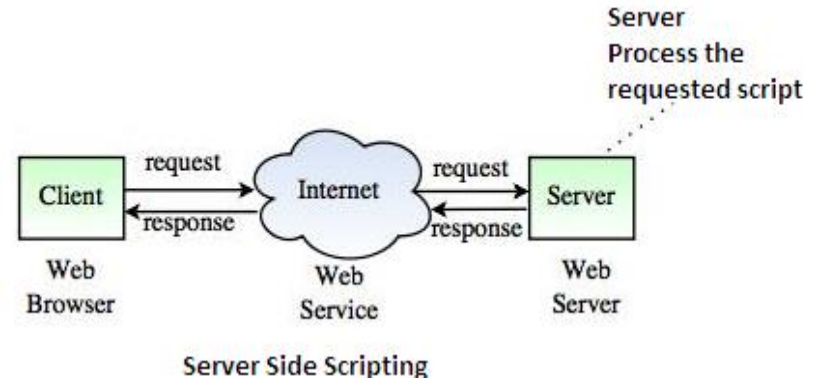 Server
Process the
requested script
request
request
Client
Internet
Server
response
response
Web
Browser
Web
Service
Web
Server
Server Side Scripting